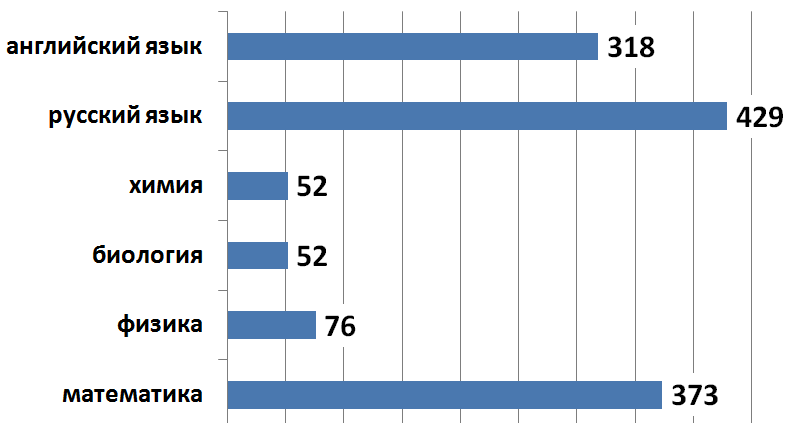 английский язык 318
русский язык 429
химия 52
биология 52
физика 76
математика 373